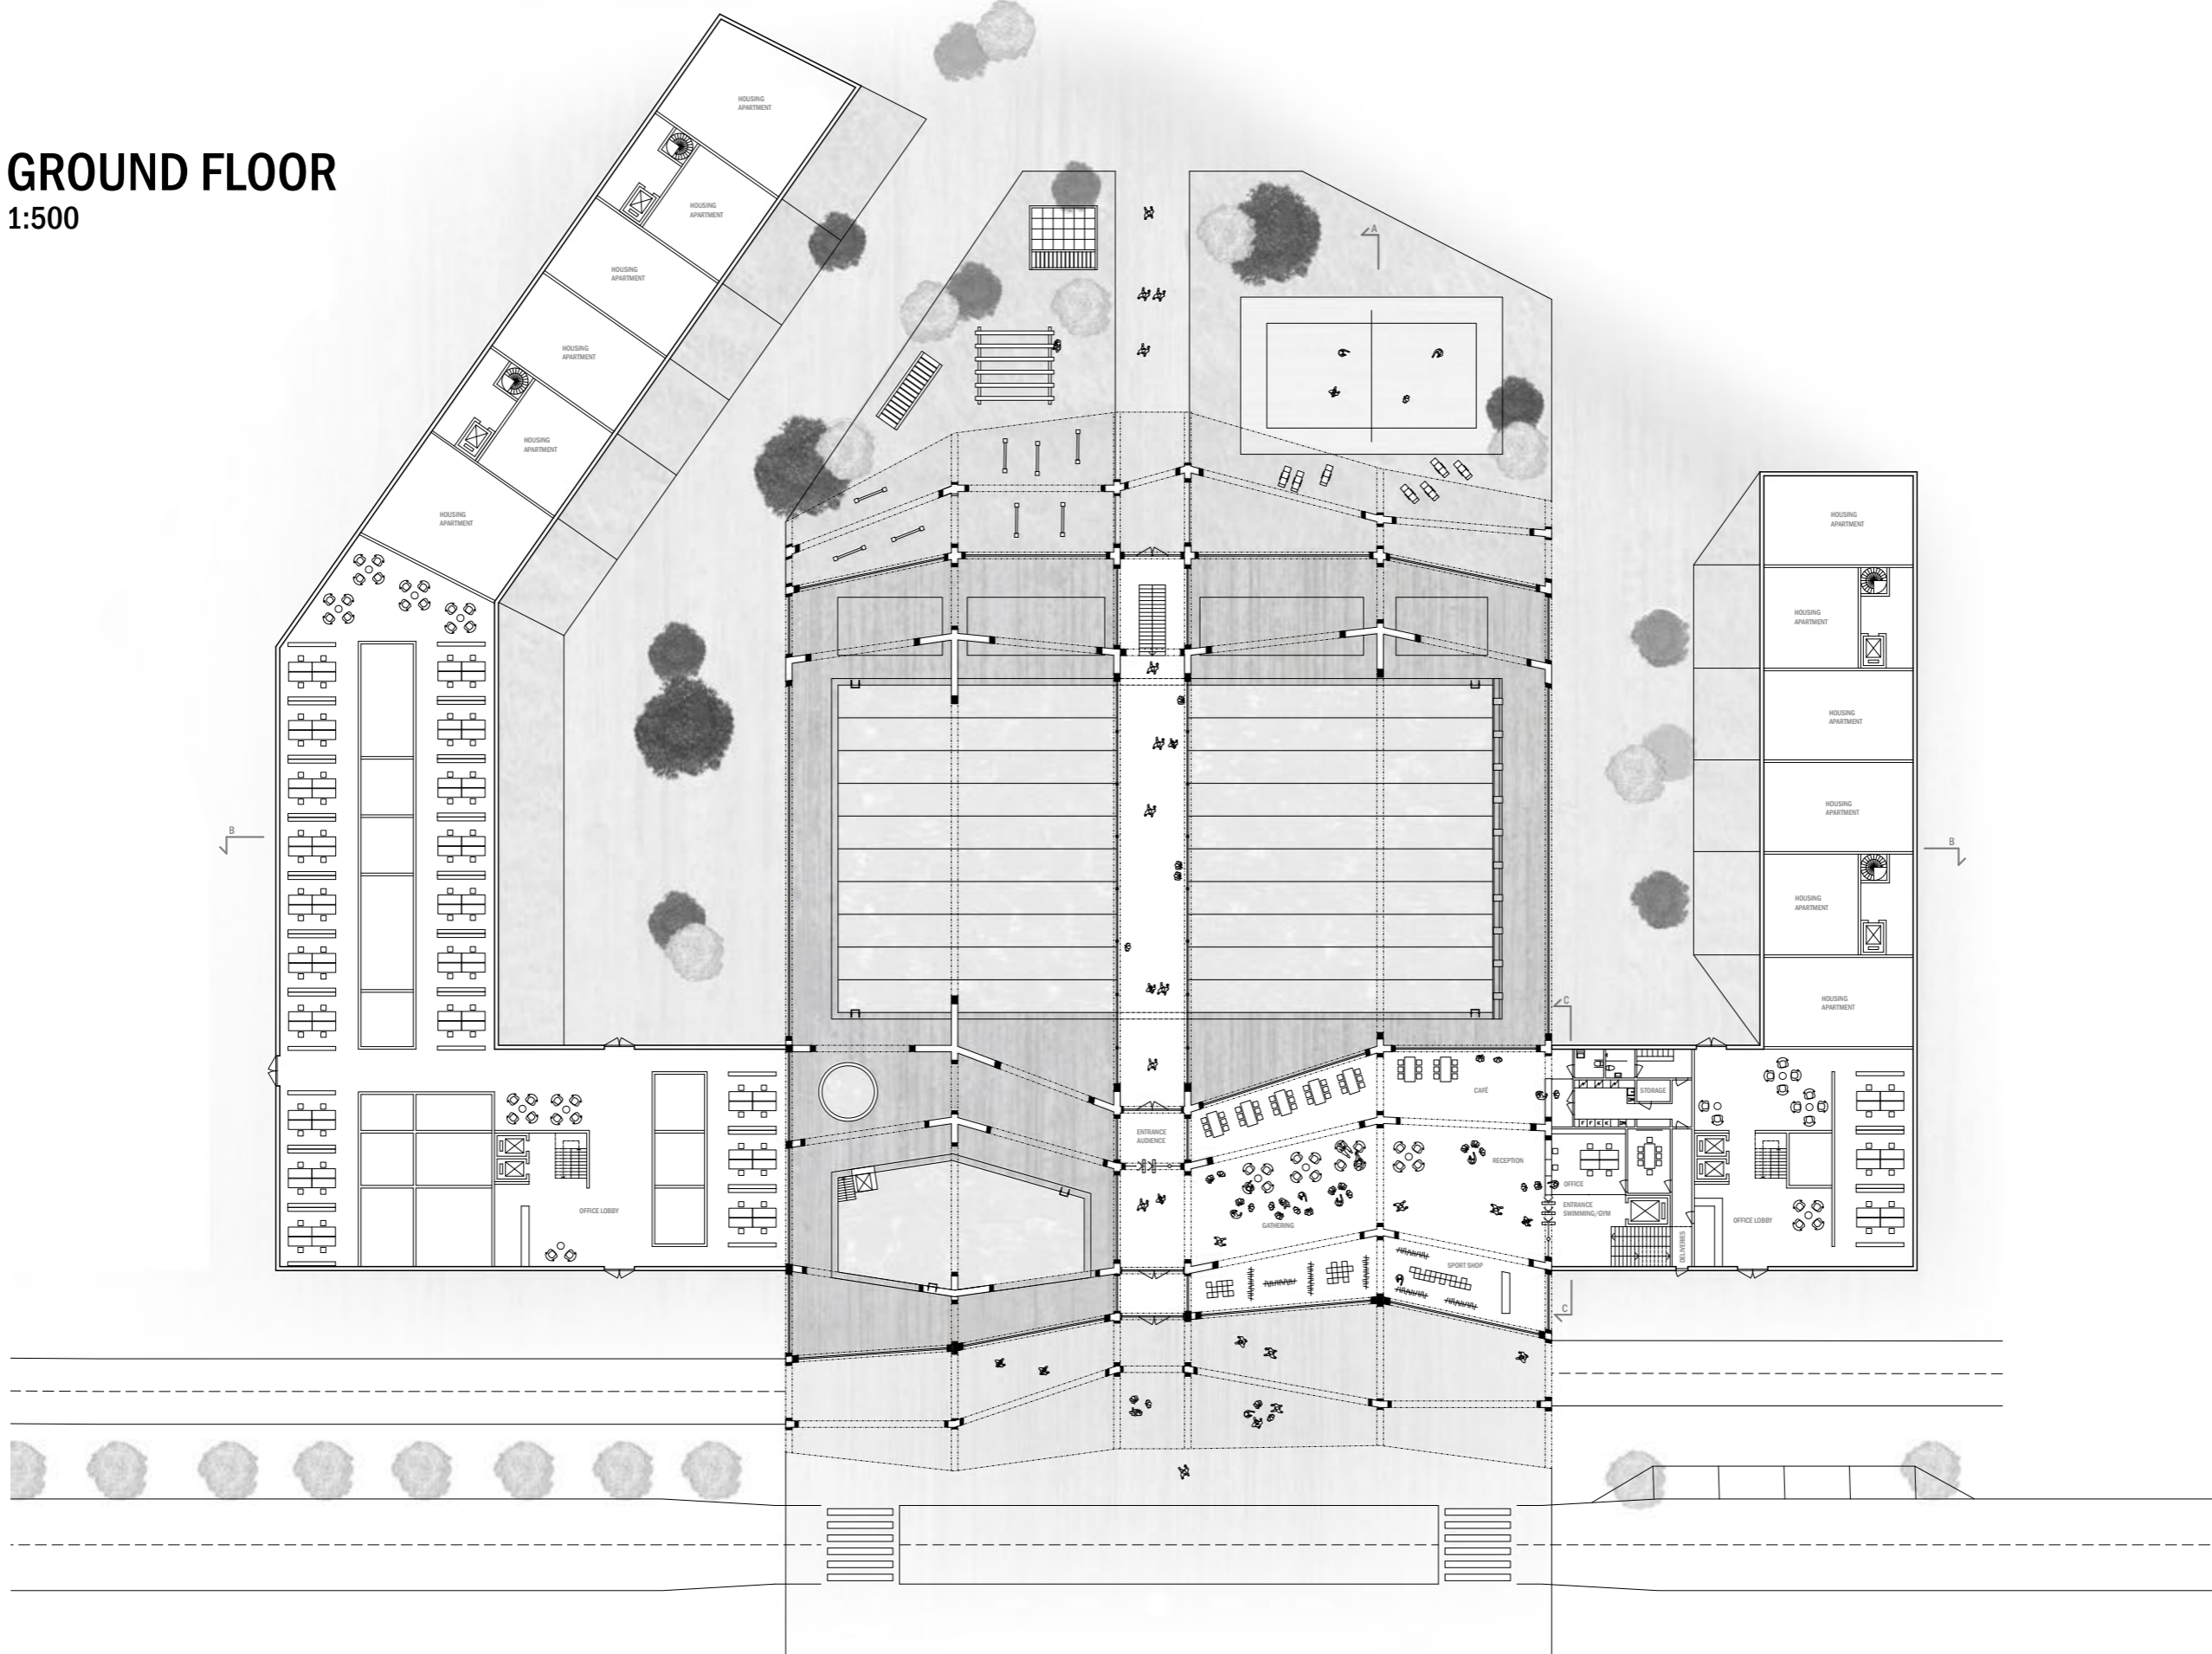 GROUND FLOOR
1:500
HOUSING
APARTMENT
HOUSING
APARTMENT
HOUSING
APARTMENT
HOUSING
APARTMENT
HOUSING
APARTMENT
HOUSING
APARTMENT
A
HOUSING
APARTMENT
HOUSING
APARTMENT
HOUSING
APARTMENT
HOUSING
APARTMENT
HOUSING
APARTMENT
HOUSING
APARTMENT
B
B
C
CAFÉ
STORAGE
ENTRANCE
AUDIENCE
F F K K
RECEPTION
OFFICE
ENTRANCE
SWIMMING/GYM
GATHERING
OFFICE LOBBY
OFFICE LOBBY
DELIVERIES
SPORT SHOP
C